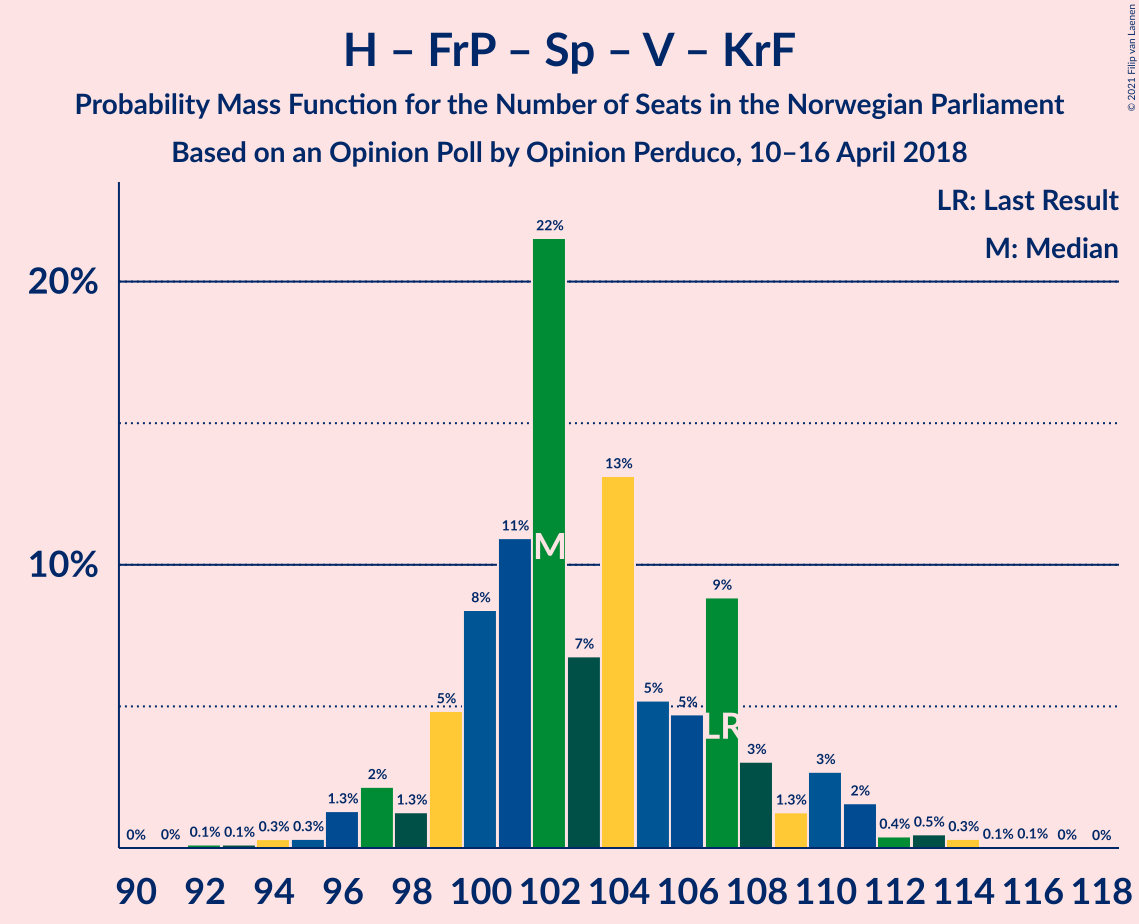 H – FrP – Sp – V – KrF
Probability Mass Function for the Number of Seats in the Norwegian Parliament
Based on an Opinion Poll by Opinion Perduco, 10–16 April 2018
© 2021 Filip van Laenen
LR: Last Result
M: Median
20%
10%
0% 0% 0.1% 0.1% 0.3% 0.3% 1.3% 2% 1.3% 5% 8% 11% 22% 7% 13% 5% 5% 9% 3% 1.3% 3% 2% 0.4% 0.5% 0.3% 0.1% 0.1% 0% 0%
M
LR
90 92 94 96 98 100 102 104 106 108 110 112 114 116 118